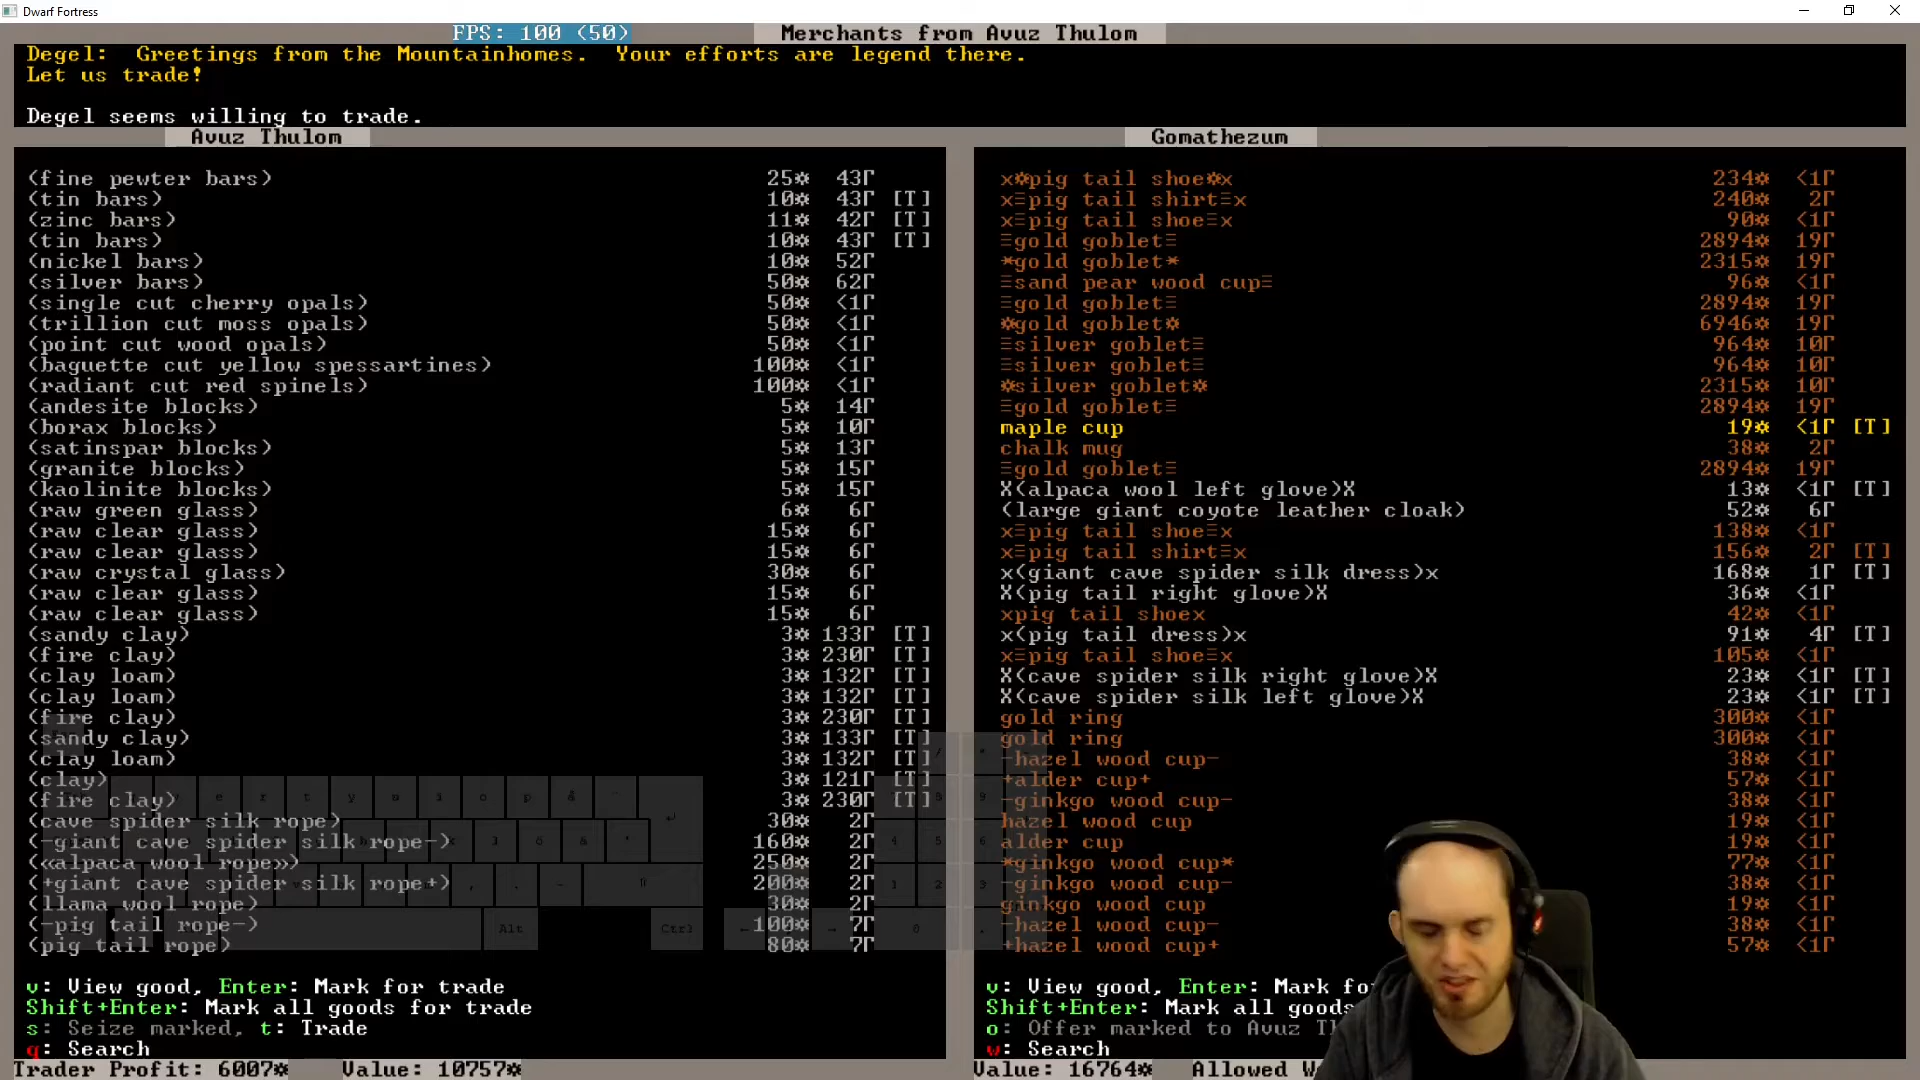 Dwarf Fortress
FPS: 100 (50)
Merchants from Avuz Thulom
Degel: Greetings from the Mountainhomes. Your efforts are legend there.
Let us trade!
Degel seems willing to trade.
Avuz Thulom
(fine pewter bars) 25☼ 43Γ
(tin bars) 10☼ 43Γ [T]
(zinc bars) 11☼ 42Γ [T]
(tin bars) 10☼ 43Γ [T]
(nickel bars) 10☼ 52Γ
(silver bars) 50☼ 62Γ
(single cut cherry opals) 50☼ <1Γ
(trillion cut moss opals) 50☼ <1Γ
(point cut wood opals) 50☼ <1Γ
(baguette cut yellow spessartines) 100☼ <1Γ
(radiant cut red spinels) 100☼ <1Γ
(andesite blocks) 5☼ 14Γ
(borax blocks) 5☼ 10Γ
(satinspar blocks) 5☼ 13Γ
(granite blocks) 5☼ 15Γ
(kaolinite blocks) 5☼ 15Γ
(raw green glass) 6☼ 6Γ
(raw clear glass) 15☼ 6Γ
(raw clear glass) 15☼ 6Γ
(raw crystal glass) 30☼ 6Γ
(raw clear glass) 15☼ 6Γ
(raw clear glass) 15☼ 6Γ
(sandy clay) 3☼ 133Γ [T]
(fire clay) 3☼ 230Γ [T]
(clay loam) 3☼ 132Γ [T]
(clay loam) 3☼ 132Γ [T]
(fire clay) 3☼ 230Γ [T]
(sandy clay) 3☼ 133Γ [T]
(clay loam) 3☼ 132Γ [T]
(clay) 3☼ 121Γ [T]
(fire clay) 3☼ 230Γ [T]
(cave spider silk rope) 30☼ 2Γ
(-giant cave spider silk rope-) 160☼ 2Γ
(«alpaca wool rope») 250☼ 2Γ
(+giant cave spider silk rope+) 200☼ 2Γ
(llama wool rope) 30☼ 2Γ
(-pig tail rope-) 100☼ 7Γ
(pig tail rope) 80☼ 7Γ
v: View good, Enter: Mark for trade
Shift+Enter: Mark all goods for trade
s: Seize marked, t: Trade
q: Search
Trader Profit: 6007☼ Value: 10757☼
Gomathezum
x☼pig tail shoe☼x 234☼ <1Γ
x≡pig tail shirt≡x 240☼ 2Γ
x≡pig tail shoe≡x 90☼ <1Γ
≡gold goblet≡ 2894☼ 19Γ
*gold goblet* 2315☼ 19Γ
≡sand pear wood cup≡ 96☼ <1Γ
≡gold goblet≡ 2894☼ 19Γ
☼gold goblet☼ 6946☼ 19Γ
≡silver goblet≡ 964☼ 10Γ
≡silver goblet≡ 964☼ 10Γ
☼silver goblet☼ 2315☼ 10Γ
≡gold goblet≡ 2894☼ 19Γ
maple cup 19☼ <1Γ [T]
chalk mug 38☼ 2Γ
≡gold goblet≡ 2894☼ 19Γ
X(alpaca wool left glove)X 13☼ <1Γ [T]
(large giant coyote leather cloak) 52☼ 6Γ
x≡pig tail shoe≡x 138☼ <1Γ
x≡pig tail shirt≡x 156☼ 2Γ [T]
x(giant cave spider silk dress)x 168☼ 1Γ [T]
X(pig tail right glove)X 36☼ <1Γ
xpig tail shoex 42☼ <1Γ
x(pig tail dress)x 91☼ 4Γ [T]
x≡pig tail shoe≡x 105☼ <1Γ
X(cave spider silk right glove)X 23☼ <1Γ [T]
X(cave spider silk left glove)X 23☼ <1Γ [T]
gold ring 300☼ <1Γ
gold ring 300☼ <1Γ
-hazel wood cup- 38☼ <1Γ
+alder cup+ 57☼ <1Γ
-ginkgo wood cup- 38☼ <1Γ
hazel wood cup 19☼ <1Γ
alder cup 19☼ <1Γ
*ginkgo wood cup* 77☼ <1Γ
-ginkgo wood cup- 38☼ <1Γ
ginkgo wood cup 19☼ <1Γ
-hazel wood cup- 38☼ <1Γ
+hazel wood cup+ 57☼ <1Γ
v: View good, Enter: Mark fo
Shift+Enter: Mark all goods
o: Offer marked to Avuz Th
w: Search
Value: 16764☼ Allowed W